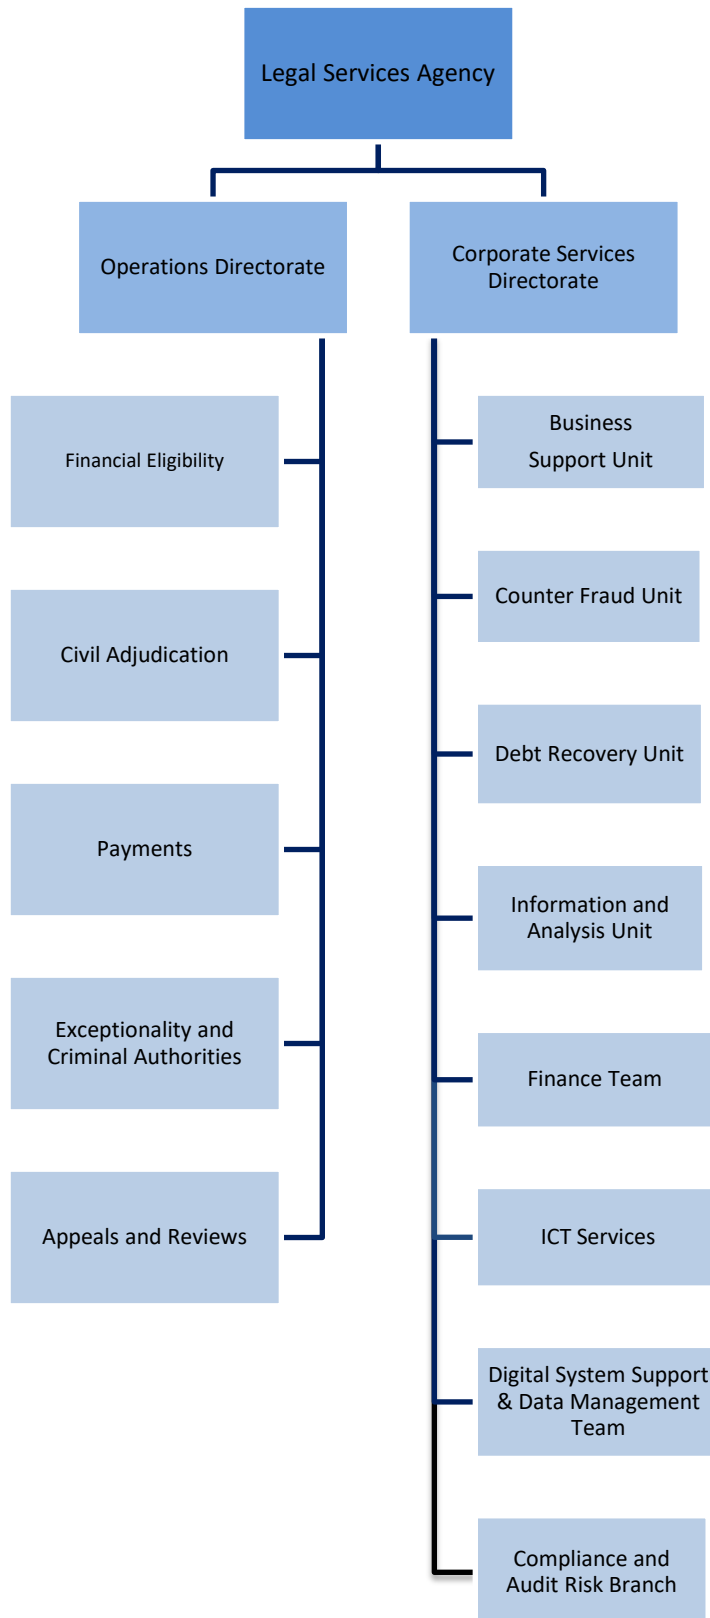 Legal Services Agency
Operations Directorate
Corporate Services
Directorate
Financial Eligibility
Civil Adjudication
Payments
Exceptionality and
Criminal Authorities
Appeals and Reviews
Business
Support Unit
Counter Fraud Unit
Debt Recovery Unit
Information and
Analysis Unit
Finance Team
ICT Services
Digital System Support
& Data Management
Team
Compliance and
Audit Risk Branch